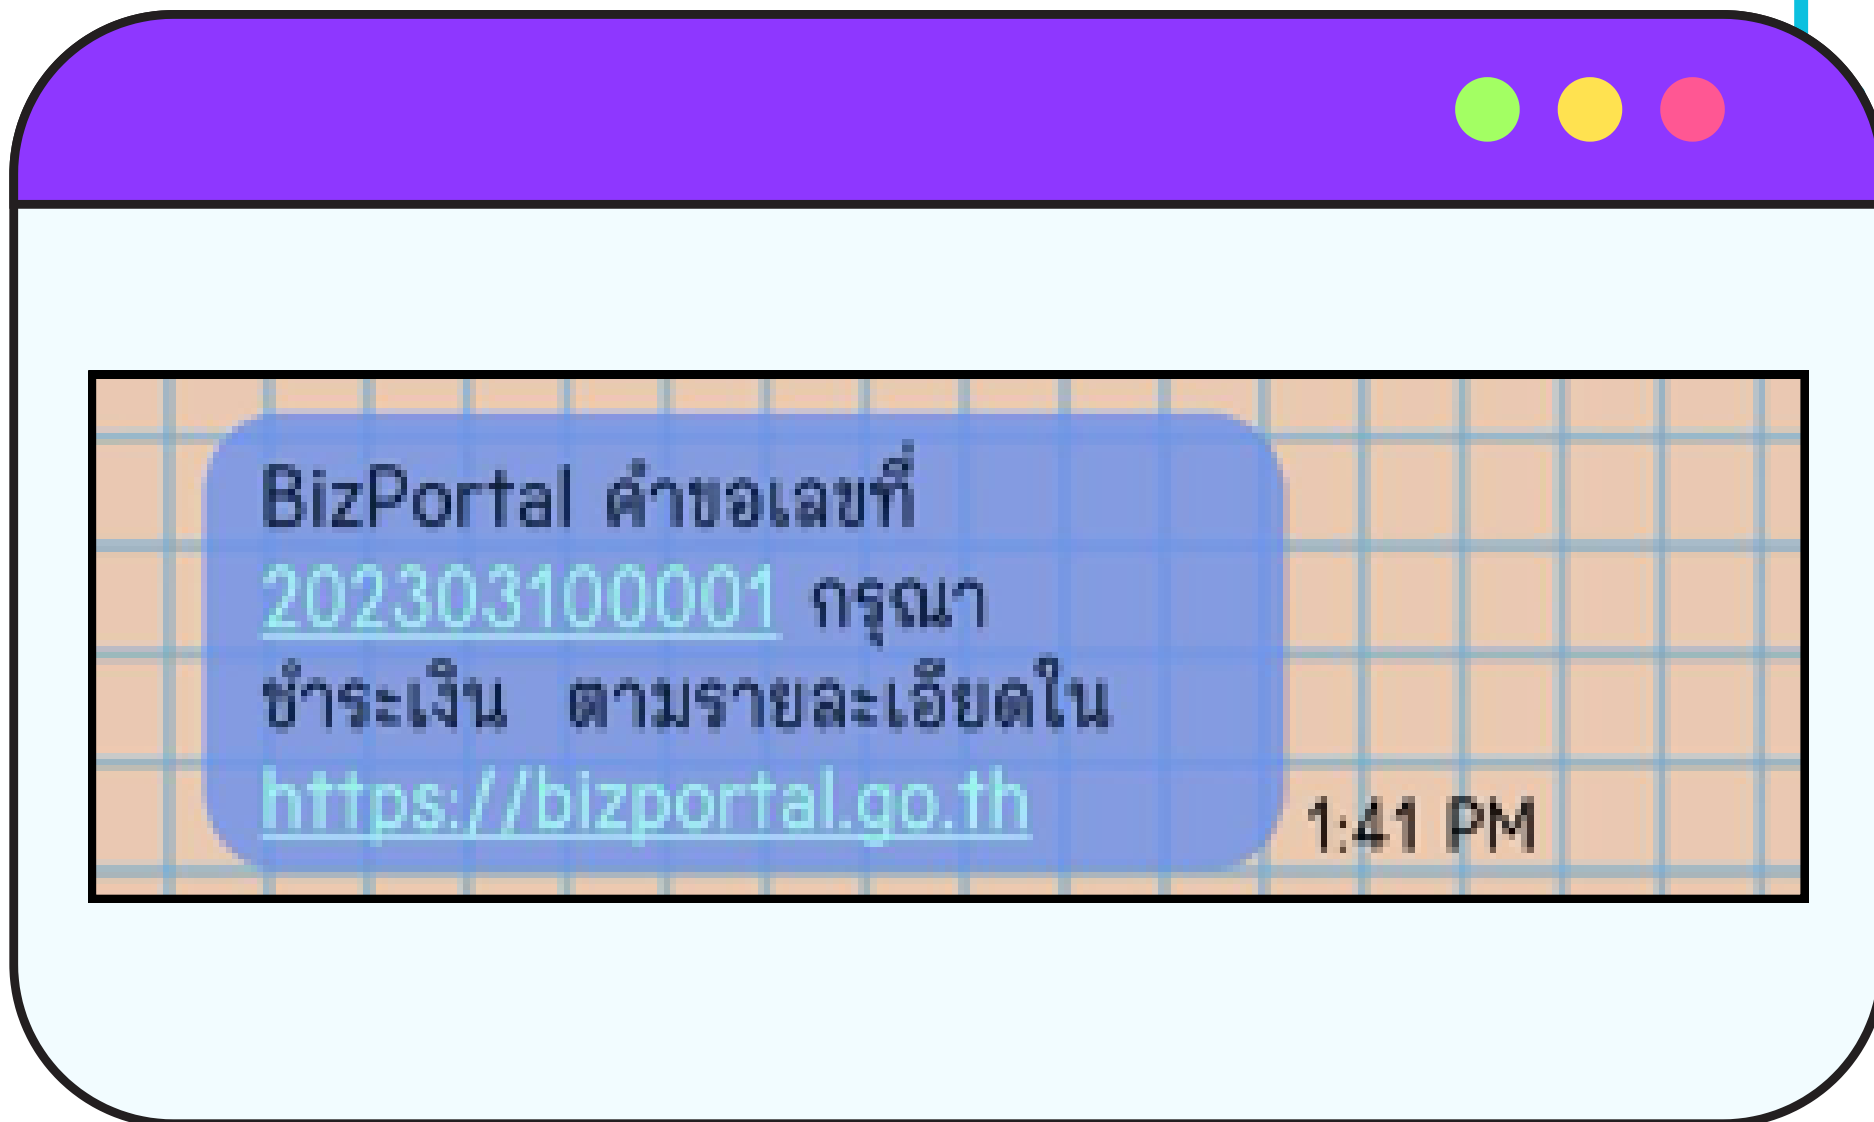 BizPortal คำขอเลขที่
202303100001 กรุณา
ชำระเงิน ตามรายละเอียดใน
https://bizportal.go.th
1:41 PM